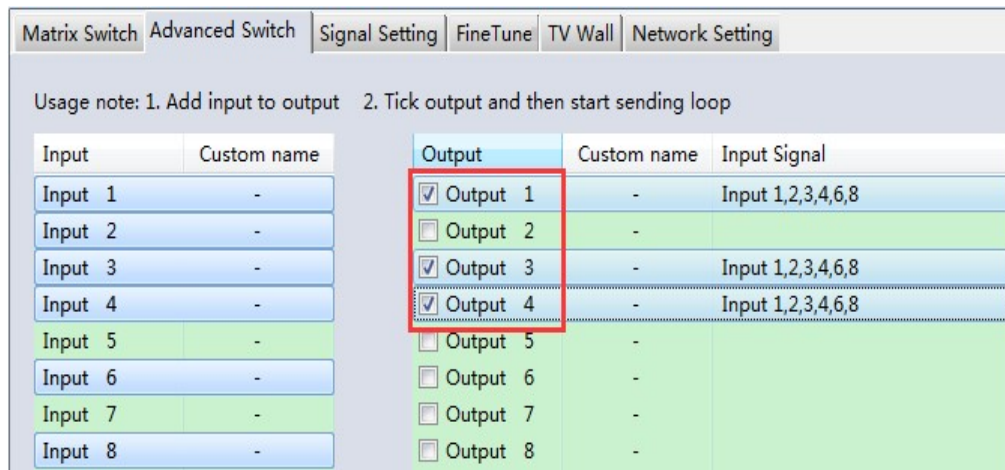 Matrix Switch Advanced Switch Signal Setting FineTune TV Wall Network Setting
Usage note: 1. Add input to output 2. Tick output and then start sending loop
Input Custom name Output Custom name Input Signal
Input 1 - Output 1 - Input 1,2,3,4,6,8
Input 2 - Output 2 -
Input 3 - Output 3 - Input 1,2,3,4,6,8
Input 4 - Output 4 - Input 1,2,3,4,6,8
Input 5 - Output 5 -
Input 6 - Output 6 -
Input 7 - Output 7 -
Input 8 - Output 8 -